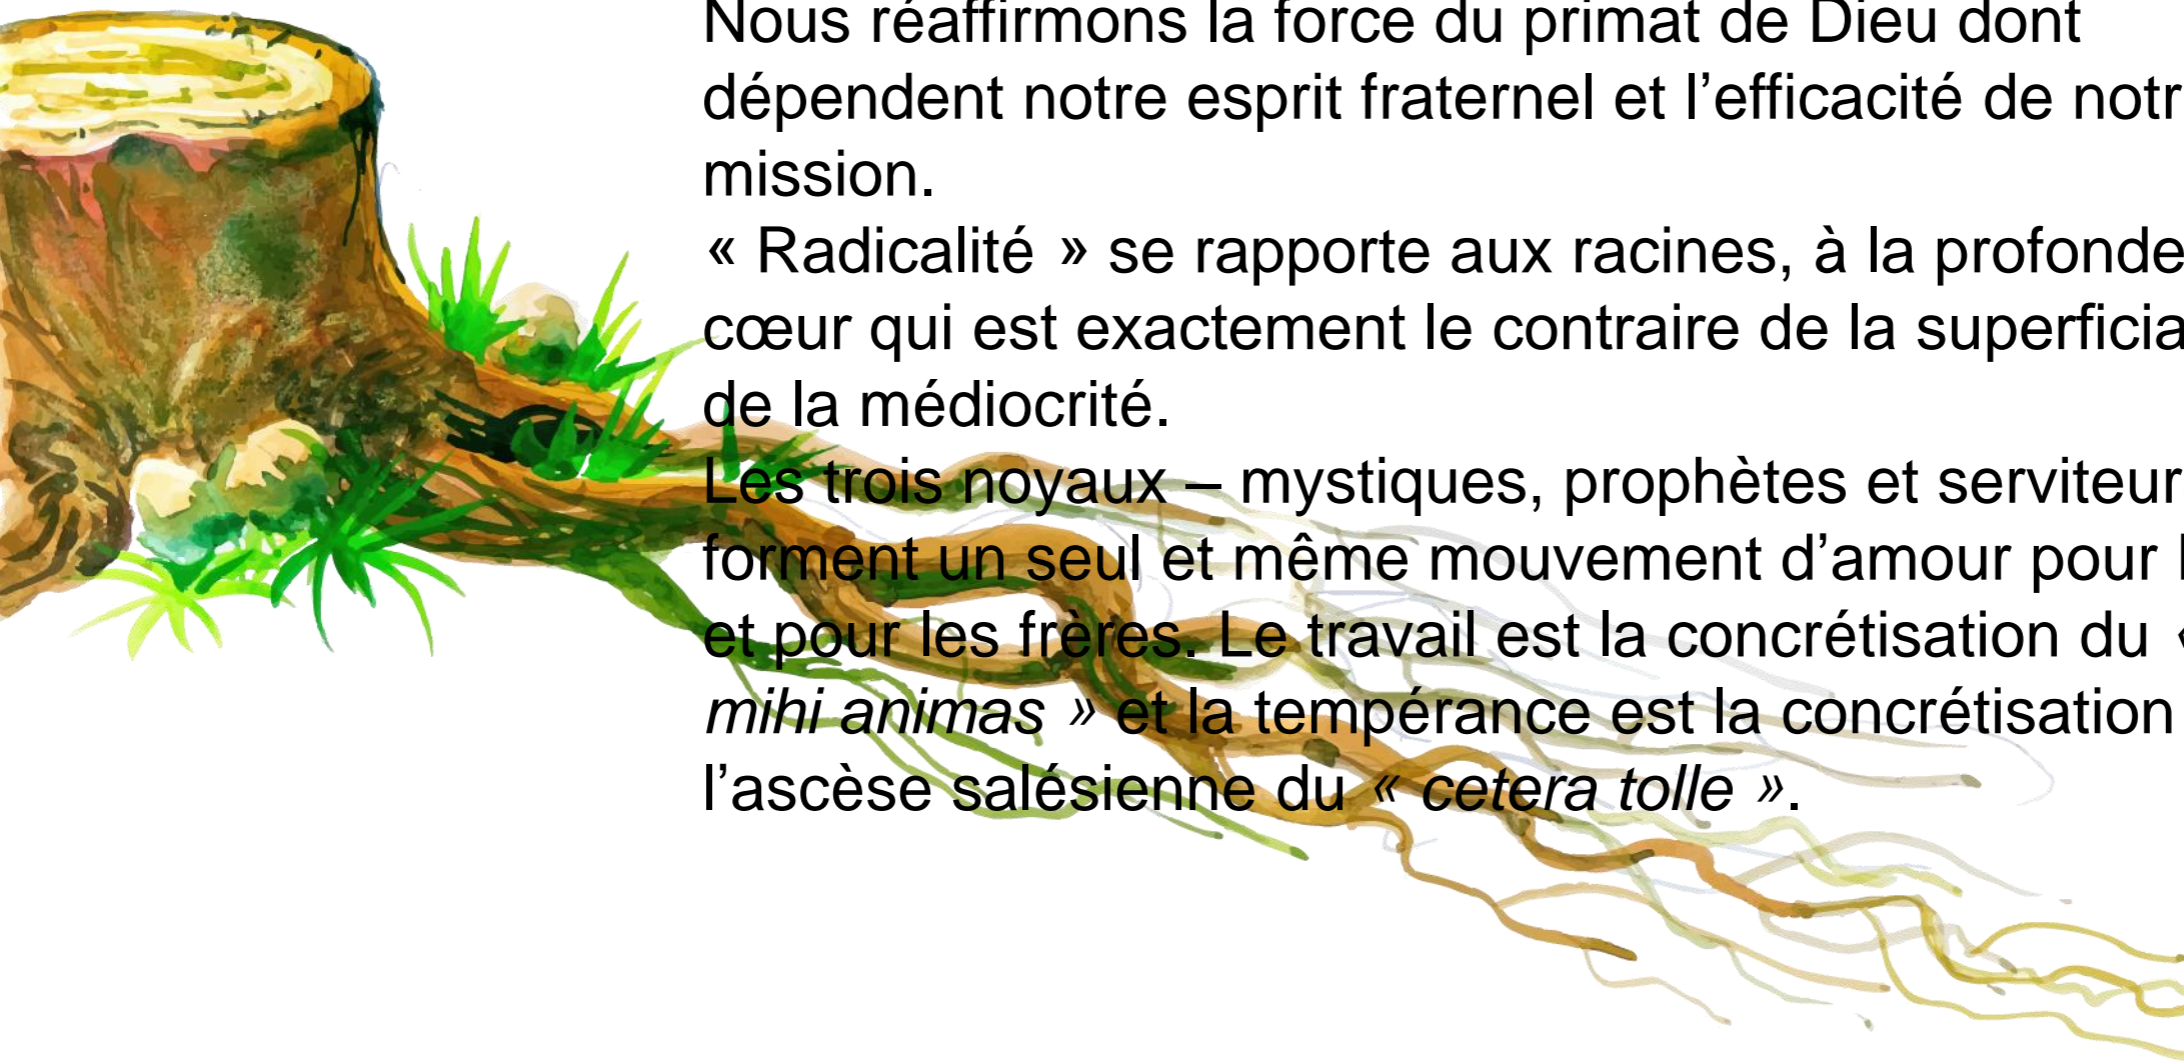 Nous réaffirmons la force du primat de Dieu dont
dépendent notre esprit fraternel et l’efficacité de notr
mission.
« Radicalité » se rapporte aux racines, à la profonde
cœur qui est exactement le contraire de la superficia
de la médiocrité.
Les trois noyaux – mystiques, prophètes et serviteur
forment un seul et même mouvement d’amour pour
et pour les frères. Le travail est la concrétisation du «
mihi animas » et la tempérance est la concrétisation
l’ascèse salésienne du « cetera tolle ».